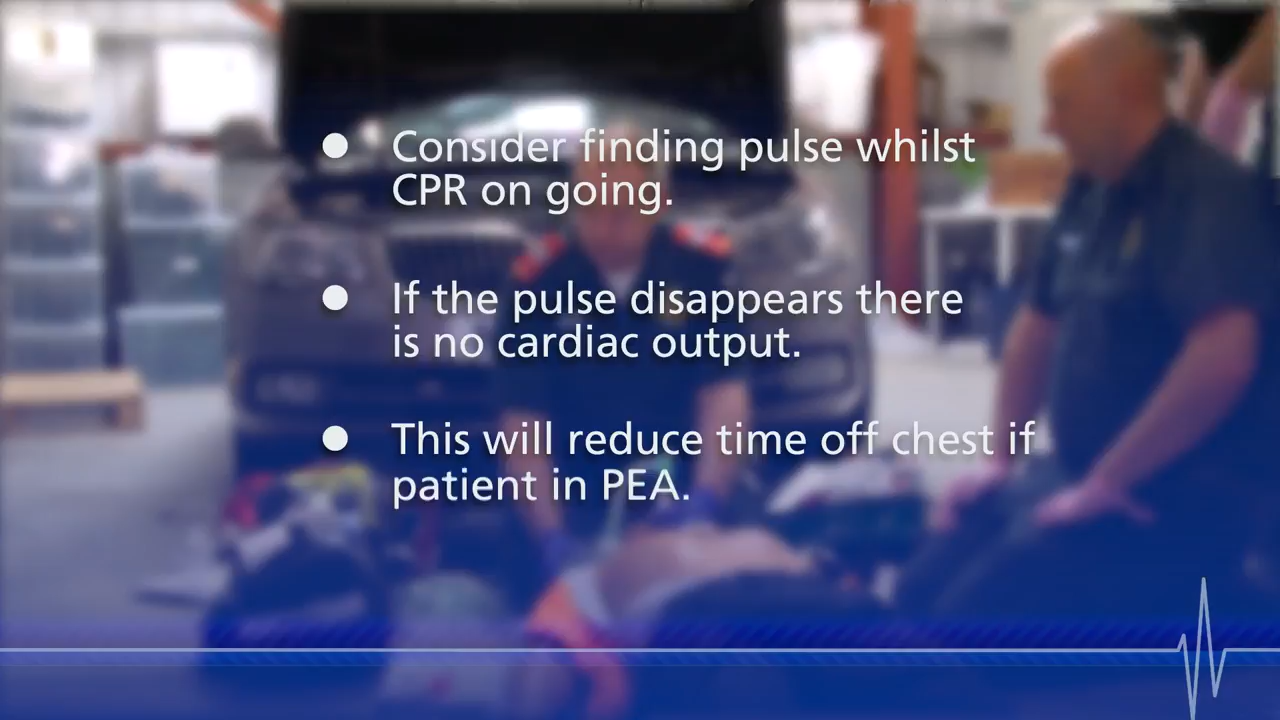 ● Consider finding pulse whilst
CPR on going.
● If the pulse disappears there
is no cardiac output.
● This will reduce time off chest if
patient in PEA.